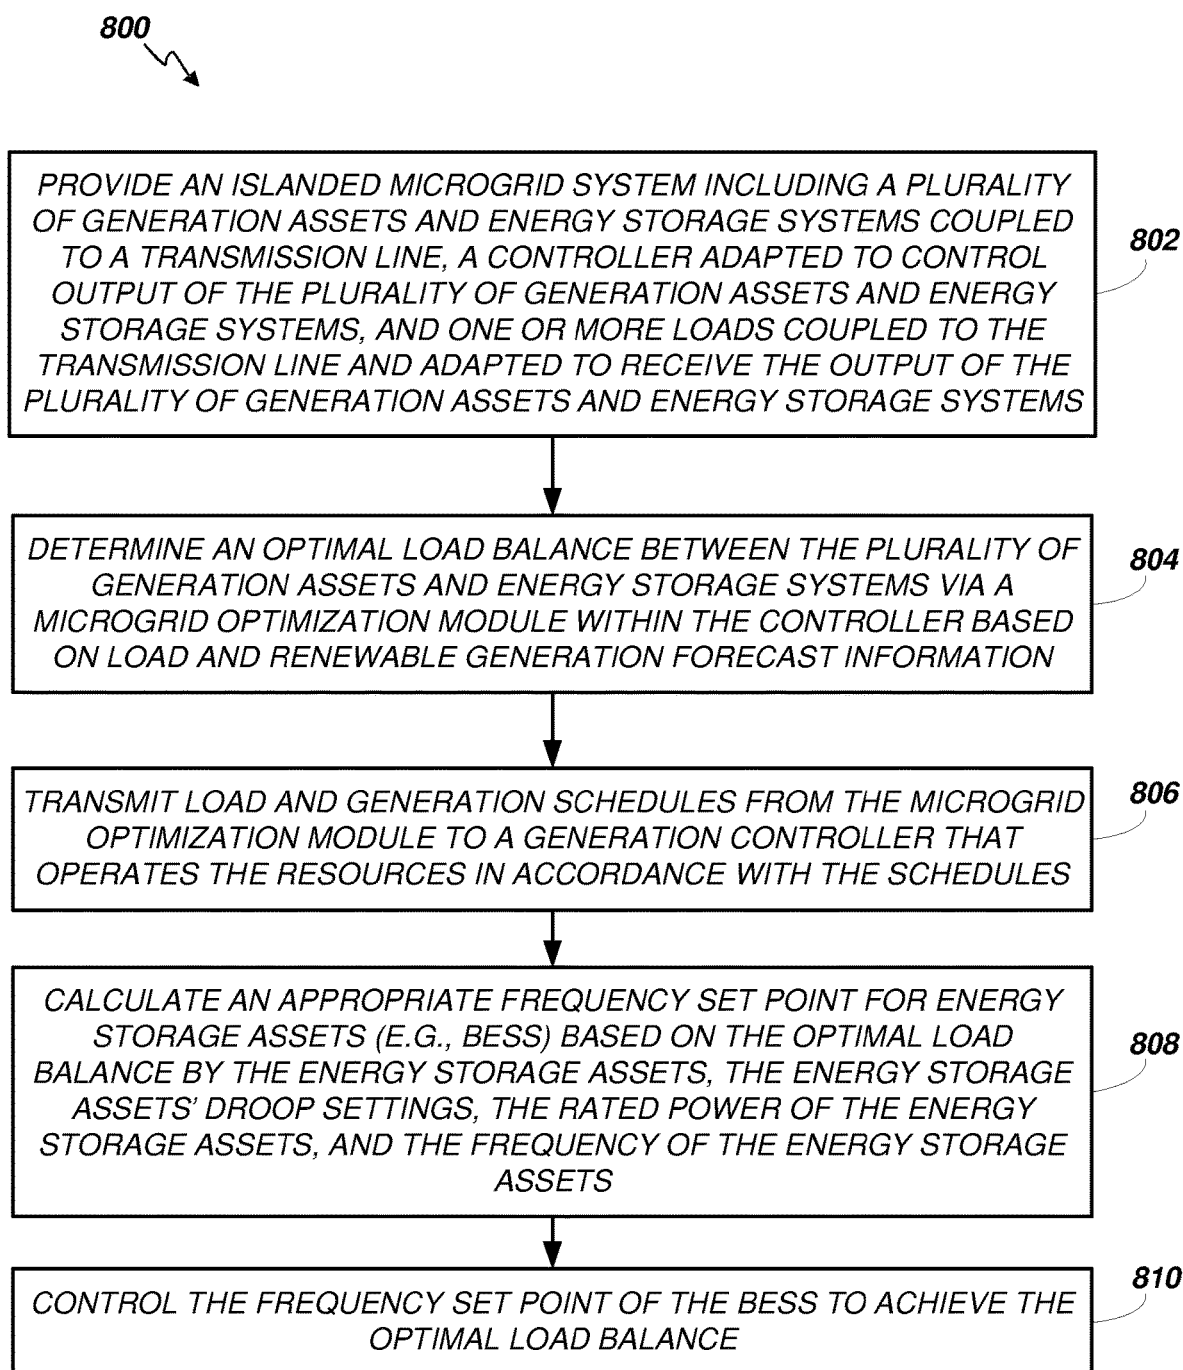 800
PROVIDE AN ISLANDED MICROGRID SYSTEM INCLUDING A PLURALITY
OF GENERATION ASSETS AND ENERGY STORAGE SYSTEMS COUPLED
TO A TRANSMISSION LINE, A CONTROLLER ADAPTED TO CONTROL
OUTPUT OF THE PLURALITY OF GENERATION ASSETS AND ENERGY
STORAGE SYSTEMS, AND ONE OR MORE LOADS COUPLED TO THE
TRANSMISSION LINE AND ADAPTED TO RECEIVE THE OUTPUT OF THE
PLURALITY OF GENERATION ASSETS AND ENERGY STORAGE SYSTEMS
802
DETERMINE AN OPTIMAL LOAD BALANCE BETWEEN THE PLURALITY OF
GENERATION ASSETS AND ENERGY STORAGE SYSTEMS VIA A
MICROGRID OPTIMIZATION MODULE WITHIN THE CONTROLLER BASED
ON LOAD AND RENEWABLE GENERATION FORECAST INFORMATION
804
TRANSMIT LOAD AND GENERATION SCHEDULES FROM THE MICROGRID
OPTIMIZATION MODULE TO A GENERATION CONTROLLER THAT
OPERATES THE RESOURCES IN ACCORDANCE WITH THE SCHEDULES
806
CALCULATE AN APPROPRIATE FREQUENCY SET POINT FOR ENERGY
STORAGE ASSETS (E.G., BESS) BASED ON THE OPTIMAL LOAD
BALANCE BY THE ENERGY STORAGE ASSETS, THE ENERGY STORAGE
ASSETS' DROOP SETTINGS, THE RATED POWER OF THE ENERGY
STORAGE ASSETS, AND THE FREQUENCY OF THE ENERGY STORAGE
ASSETS
808
CONTROL THE FREQUENCY SET POINT OF THE BESS TO ACHIEVE THE
OPTIMAL LOAD BALANCE
810